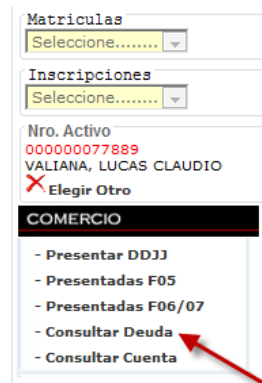 Matriculas
Seleccione........
Inscripciones
Seleccione........
Nro. Activo
000000077889
VALIANA, LUCAS CLAUDIO
Elegir Otro
COMERCIO
- Presentar DDJJ
- Presentadas F05
- Presentadas F06/07
- Consultar Deuda
- Consultar Cuenta